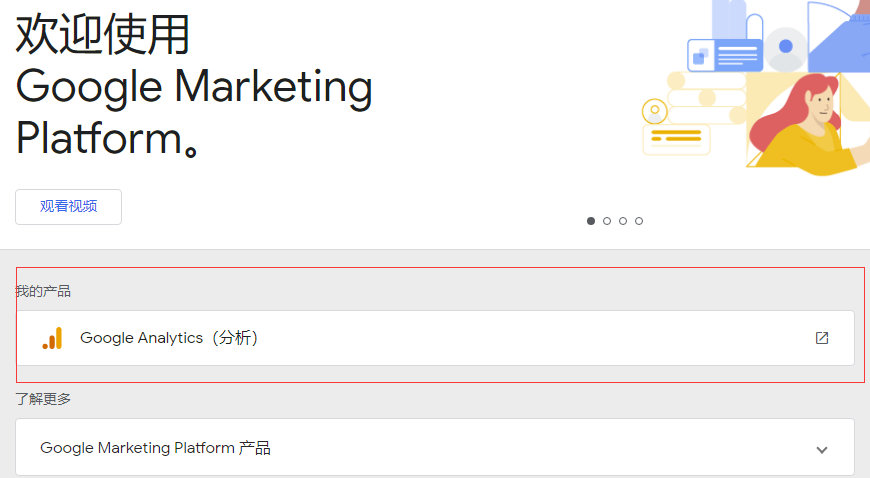 欢迎使用
Google Marketing
Platform。
观看视频
我的产品
Google Analytics（分析）
了解更多
Google Marketing Platform 产品